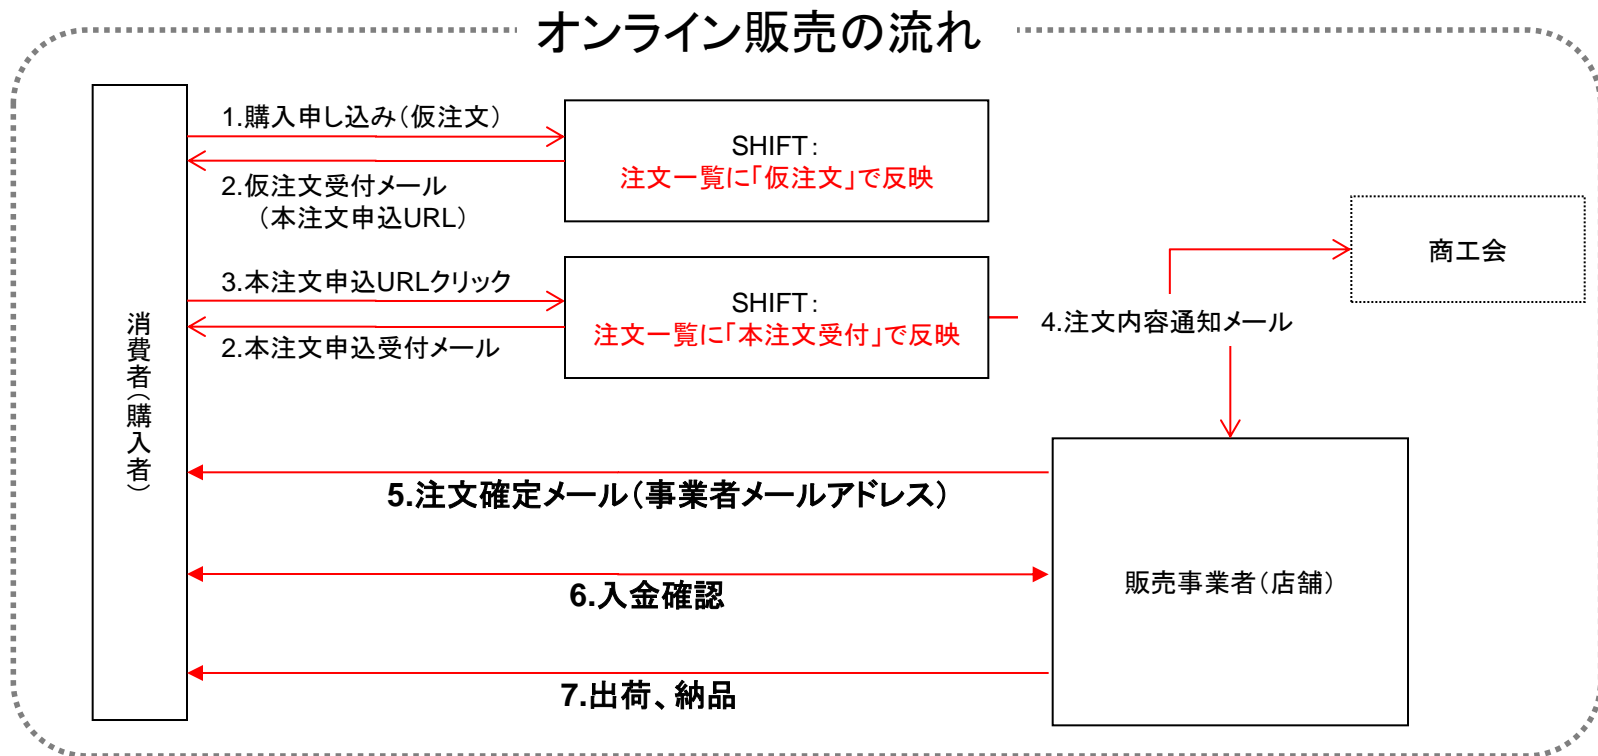 オンライン販売の流れ
1.購入申し込み（仮注文）
SHIFT：
注文一覧に「仮注文」で反映
2.仮注文受付メール
（本注文申込URL）
商工会
3.本注文申込URLクリック
SHIFT：
注文一覧に「本注文受付」で反映
4.注文内容通知メール
2.本注文申込受付メール
消費者（購入者）
5.注文確定メール（事業者メールアドレス）
6.入金確認
販売事業者（店舗）
7.出荷、納品